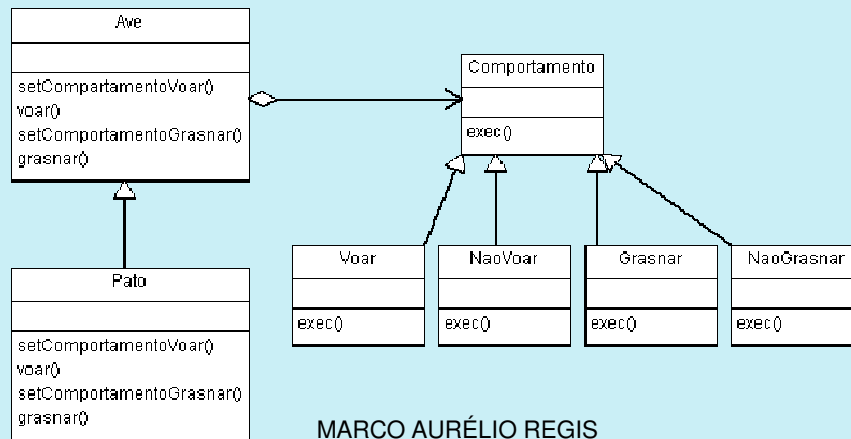 Ave
setCompartamentoVoar()
voar()
setComportamentoGrasnar()
grasnar()
Comportamento
exec()
Pato
setComportamentoVoar()
voar()
setComportamentoGrasnar()
grasnar()
Voar
exec()
NaoVoar
exec()
Grasnar
exec()
NaoGrasnar
exec()
MARCO AURÉLIO REGIS